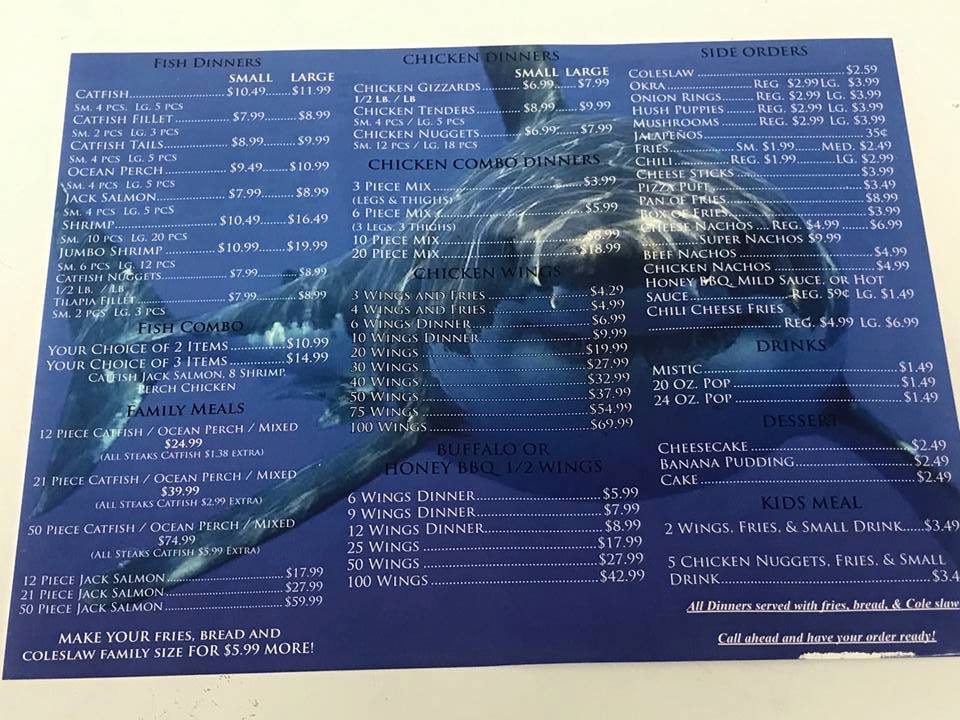 FISH DINNERS
SMALL LARGE
CATFISH.....................$10.49.......$11.99
SM. 4 PCS. LG. 5 PCS
CATFISH FILLET...............$7.99.........$8.99
SM. 2 PCS LG. 3 PCS
CATFISH TAILS................$8.99.........$9.99
SM. 4 PCS LG. 5 PCS
OCEAN PERCH................$9.49.......$10.99
SM. 4 PCS LG. 5 PCS
JACK SALMON.................$7.99.........$8.99
SM. 4 PCS LG. 5 PCS
SHRIMP.......................$10.49.......$16.49
SM. 10 PCS LG. 20 PCS
JUMBO SHRIMP..............$10.99.......$19.99
SM. 6 PCS LG. 12 PCS
CATFISH NUGGETS..............$7.99.........$8.99
1/2 LB. / LB
TILAPIA FILLET.................$7.99.........$8.99
SM. 2 PCS LG. 3 PCS
FISH COMBO
YOUR CHOICE OF 2 ITEMS..............$10.99
YOUR CHOICE OF 3 ITEMS..............$14.99
CATFISH JACK SALMON, 8 SHRIMP,
PERCH CHICKEN
FAMILY MEALS
12 PIECE CATFISH / OCEAN PERCH / MIXED
$24.99
(ALL STEAKS CATFISH $1.38 EXTRA)
21 PIECE CATFISH / OCEAN PERCH / MIXED
$39.99
(ALL STEAKS CATFISH $2.99 EXTRA)
50 PIECE CATFISH / OCEAN PERCH / MIXED
$74.99
(ALL STEAKS CATFISH $5.99 EXTRA)
12 PIECE JACK SALMON.........................$17.99
21 PIECE JACK SALMON.........................$27.99
50 PIECE JACK SALMON.........................$59.99
MAKE YOUR FRIES, BREAD AND
COLESLAW FAMILY SIZE FOR $5.99 MORE!
CHICKEN DINNERS
SMALL LARGE
CHICKEN GIZZARDS..........$6.99......$7.99
1/2 LB. / LB
CHICKEN TENDERS............$8.99......$9.99
SM. 4 PCS / LG. 5 PCS
CHICKEN NUGGETS...........$6.99......$7.99
SM. 12 PCS / LG. 18 PCS
CHICKEN COMBO DINNERS
3 PIECE MIX.................................$3.99
(LEGS & THIGHS)
6 PIECE MIX.................................$5.99
(3 LEGS, 3 THIGHS)
10 PIECE MIX................................$8.99
20 PIECE MIX...............................$18.99
CHICKEN WINGS
3 WINGS AND FRIES........................$4.29
4 WINGS AND FRIES........................$4.99
6 WINGS DINNER...........................$6.99
10 WINGS DINNER..........................$9.99
20 WINGS...................................$19.99
30 WINGS...................................$27.99
40 WINGS...................................$32.99
50 WINGS...................................$37.99
75 WINGS...................................$54.99
100 WINGS..................................$69.99
BUFFALO OR
HONEY BBQ 1/2 WINGS
6 WINGS DINNER..........................$5.99
9 WINGS DINNER..........................$7.99
12 WINGS DINNER.........................$8.99
25 WINGS..................................$17.99
50 WINGS..................................$27.99
100 WINGS.................................$42.99
SIDE ORDERS
COLESLAW..................................$2.59
OKRA......................REG $2.99 LG. $3.99
ONION RINGS..........REG. $2.99 LG. $3.99
HUSH PUPPIES..........REG. $2.99 LG. $3.99
MUSHROOMS...........REG. $2.99 LG. $3.99
JALAPEÑOS......................................35¢
FRIES...............SM. $1.99.......MED. $2.49
CHILI.............REG. $1.99...........LG. $2.99
CHEESE STICKS..............................$3.99
PIZZA PUFF...................................$3.49
PAN OF FRIES................................$8.99
BOX OF FRIES................................$3.99
CHEESE NACHOS...REG. $4.99.......$6.99
.............SUPER NACHOS $9.99
BEEF NACHOS...............................$4.99
CHICKEN NACHOS..........................$4.99
HONEY BBQ, MILD SAUCE, OR HOT
SAUCE........................REG. 59¢ LG. $1.49
CHILI CHEESE FRIES
...........................REG. $4.99 LG. $6.99
DRINKS
MISTIC........................................$1.49
20 OZ. POP..................................$1.49
24 OZ. POP..................................$1.49
DESSERT
CHEESECAKE.................................$2.49
BANANA PUDDING........................$2.49
CAKE..........................................$2.49
KIDS MEAL
2 WINGS, FRIES, & SMALL DRINK.....$3.49
5 CHICKEN NUGGETS, FRIES, & SMALL
DRINK.......................................$3.4
All Dinners served with fries, bread, & Cole slaw
Call ahead and have your order ready!